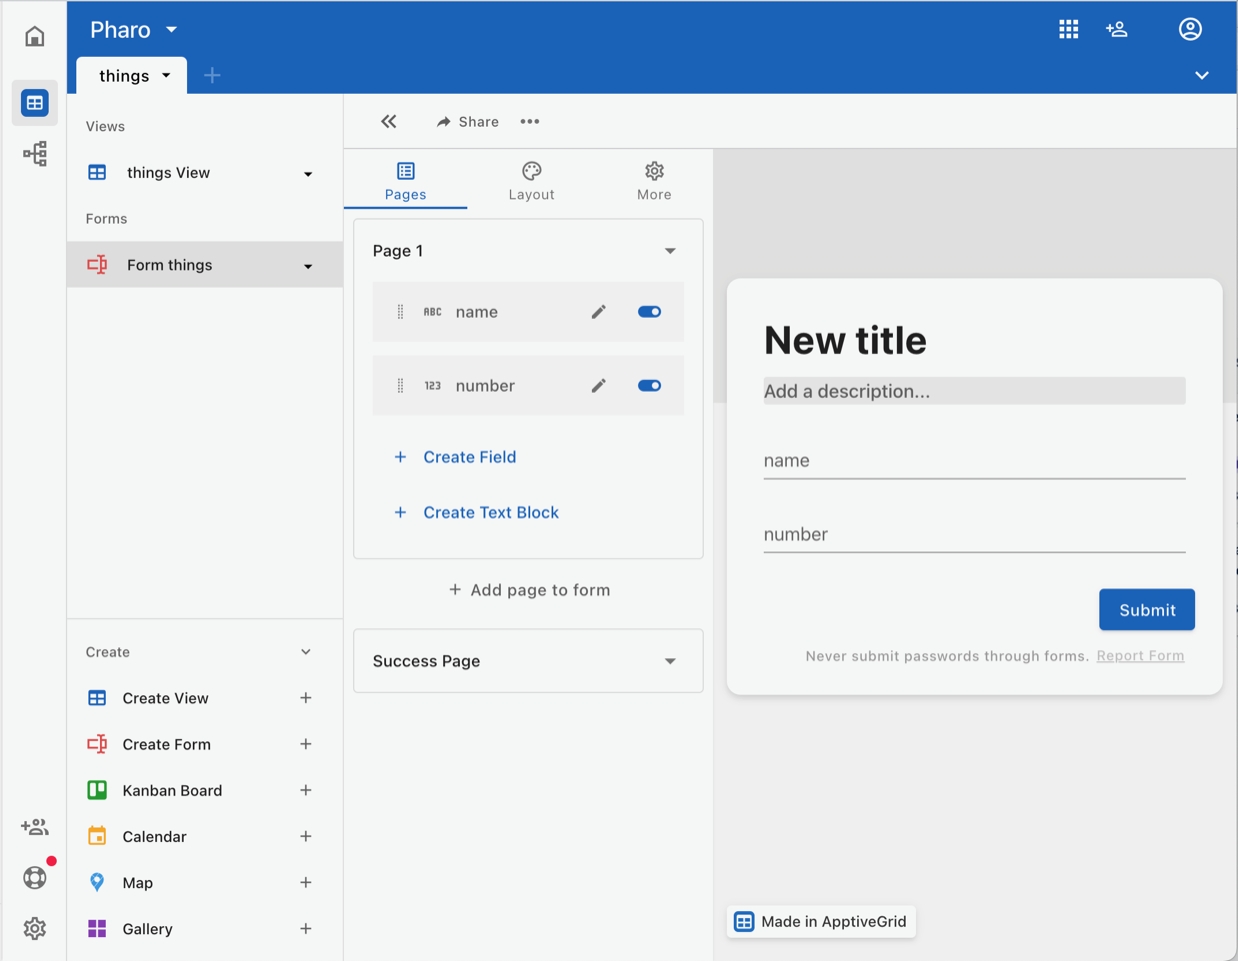 Pharo
things
Views
things View
Forms
Form things
Create
Create View
Create Form
Kanban Board
Calendar
Map
Gallery
Share
Pages
Layout
More
Page 1
ABC name
123 number
Create Field
Create Text Block
Add page to form
Success Page
New title
Add a description...
name
number
Submit
Never submit passwords through forms. Report Form
Made in ApptiveGrid